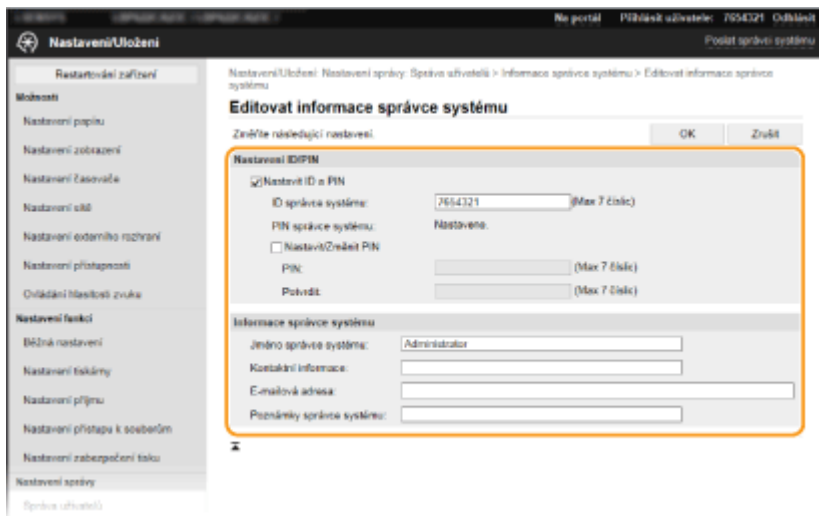 Na portál Přihlásit uživatele: 7654321 Odhlásit
Nastavení/Uložení Poslat správci systému
Restartování zařízení
Možnosti
Nastavení papíru
Nastavení zobrazení
Nastavení časovače
Nastavení sítě
Nastavení externího rozhraní
Nastavení přístupnosti
Ovládání hlasitosti zvuku
Nastavení funkcí
Běžná nastavení
Nastavení tiskárny
Nastavení příjmu
Nastavení přístupu k souborům
Nastavení zabezpečení tisku
Nastavení správy
Správa uživatelů
Nastavení/Uložení: Nastavení správy: Správa uživatelů > Informace správce systému > Editovat informace správce
systému
Editovat informace správce systému
Změňte následující nastavení. OK Zrušit
Nastavení ID/PIN
Nastavit ID a PIN
ID správce systému: 7654321 (Max 7 číslic)
PIN správce systému: Nastaveno.
Nastavit/Změnit PIN
PIN: (Max 7 číslic)
Potvrdit: (Max 7 číslic)
Informace správce systému
Jméno správce systému: Administrator
Kontaktní informace:
E-mailová adresa:
Poznámky správce systému: